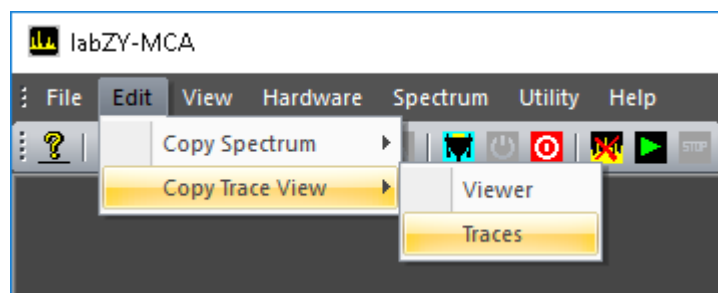 labZY-MCA
File Edit View Hardware Spectrum Utility Help
Copy Spectrum
Copy Trace View
Viewer
Traces
STOP